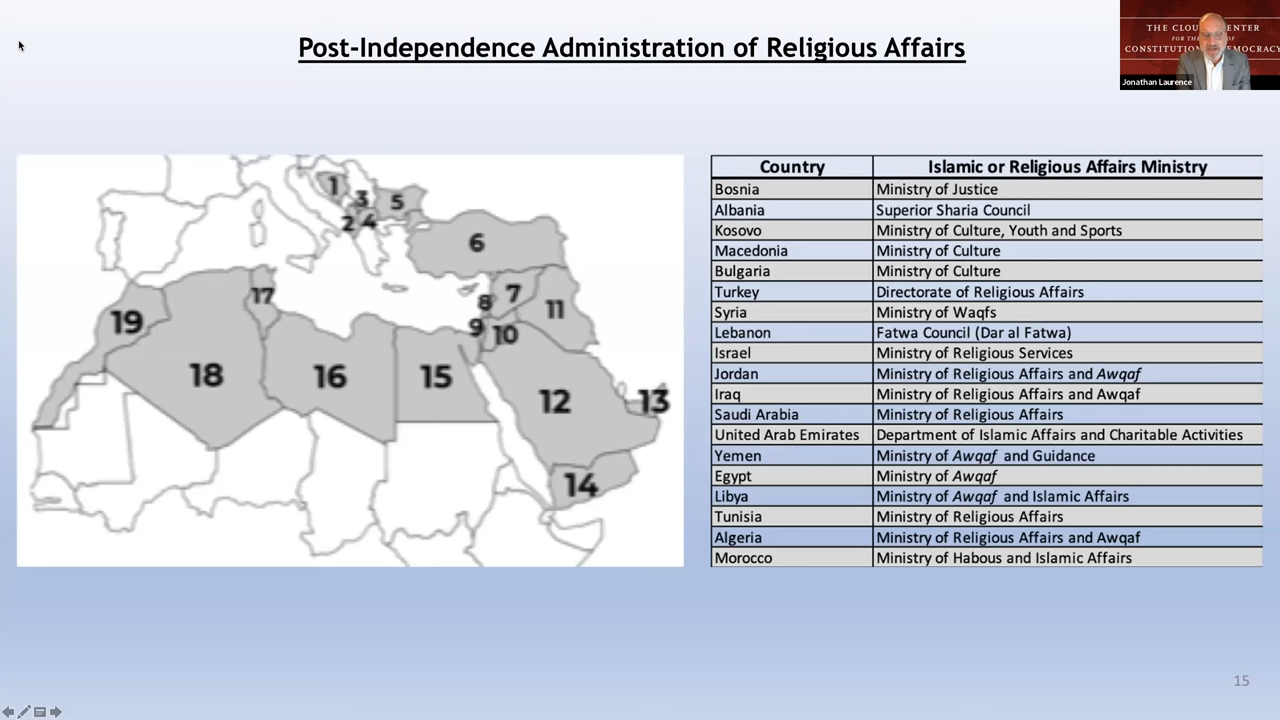 Post-Independence Administration of Religious Affairs
THE CLOU
ENTER
FOR THE
OF
CONSTITUTION
EMOCRACY
Jonathan Laurence
1
3
5
2
4
6
17
8
7
11
19
9
10
18
16
15
12
13
14
Country Islamic or Religious Affairs Ministry
Bosnia Ministry of Justice
Albania Superior Sharia Council
Kosovo Ministry of Culture, Youth and Sports
Macedonia Ministry of Culture
Bulgaria Ministry of Culture
Turkey Directorate of Religious Affairs
Syria Ministry of Waqfs
Lebanon Fatwa Council (Dar al Fatwa)
Israel Ministry of Religious Services
Jordan Ministry of Religious Affairs and Awqaf
Iraq Ministry of Religious Affairs and Awqaf
Saudi Arabia Ministry of Religious Affairs
United Arab Emirates Department of Islamic Affairs and Charitable Activities
Yemen Ministry of Awqaf and Guidance
Egypt Ministry of Awqaf
Libya Ministry of Awqaf and Islamic Affairs
Tunisia Ministry of Religious Affairs
Algeria Ministry of Religious Affairs and Awqaf
Morocco Ministry of Habous and Islamic Affairs
15